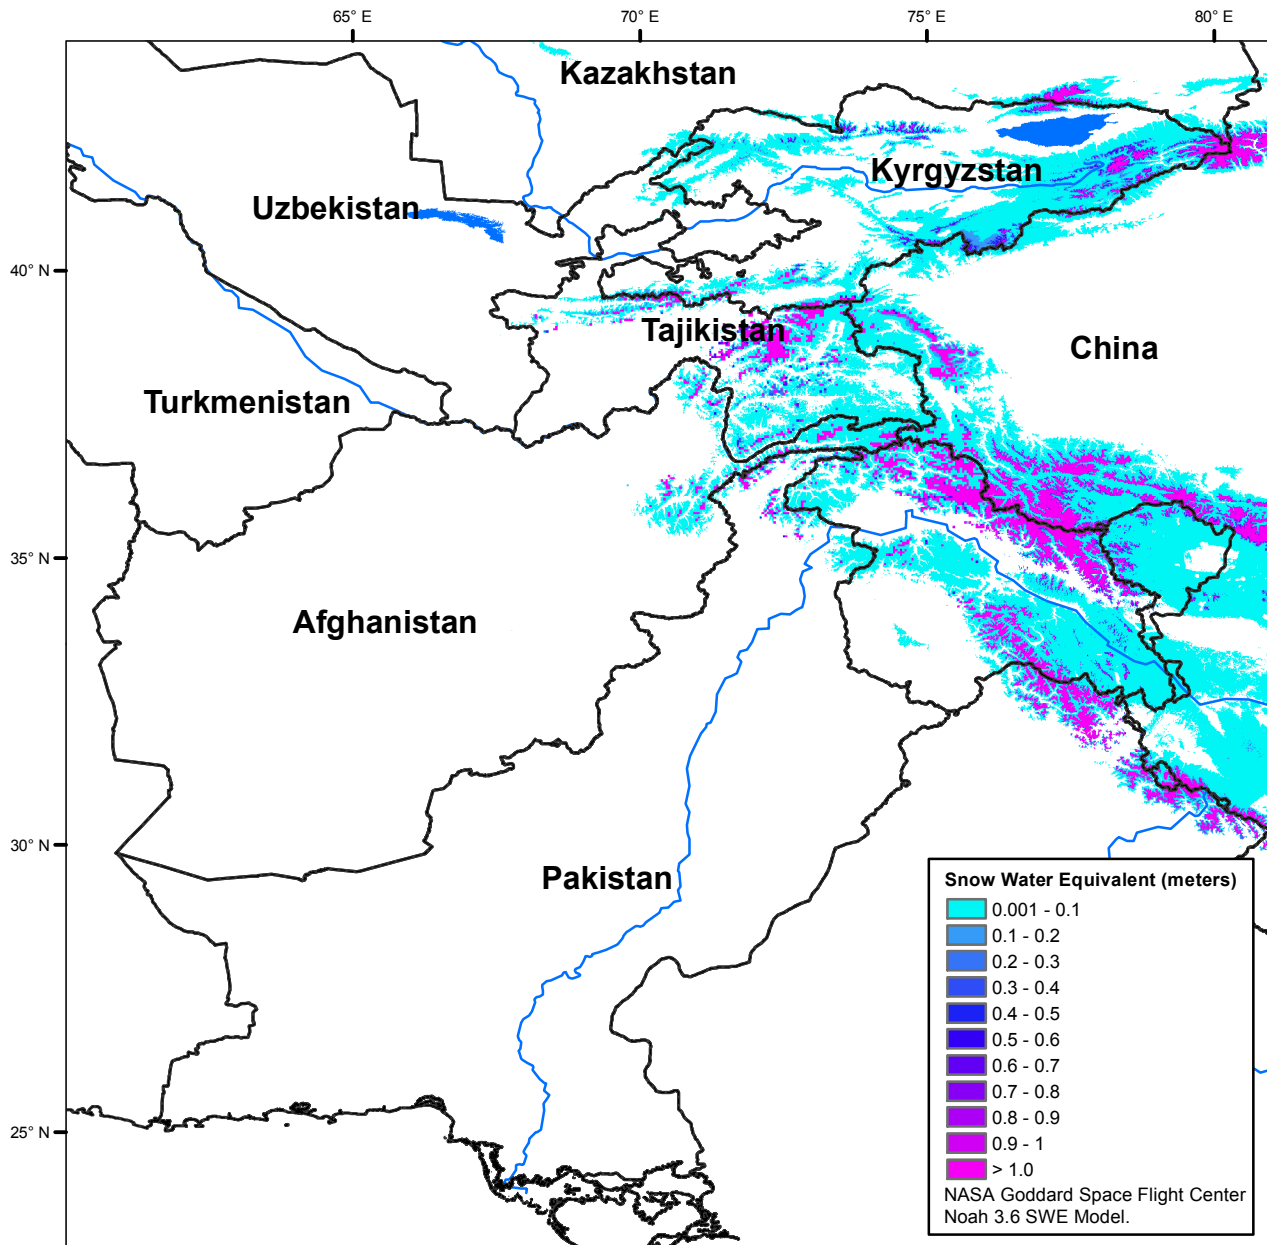 65° E
70° E
75° E
80° E
Kazakhstan
Kyrgyzstan
Uzbekistan
40° N
Tajikistan
China
Turkmenistan
35° N
Afghanistan
30° N
Pakistan
25° N
Snow Water Equivalent (meters)
0.001 - 0.1
0.1 - 0.2
0.2 - 0.3
0.3 - 0.4
0.4 - 0.5
0.5 - 0.6
0.6 - 0.7
0.7 - 0.8
0.8 - 0.9
0.9 - 1
> 1.0
NASA Goddard Space Flight Center
Noah 3.6 SWE Model.